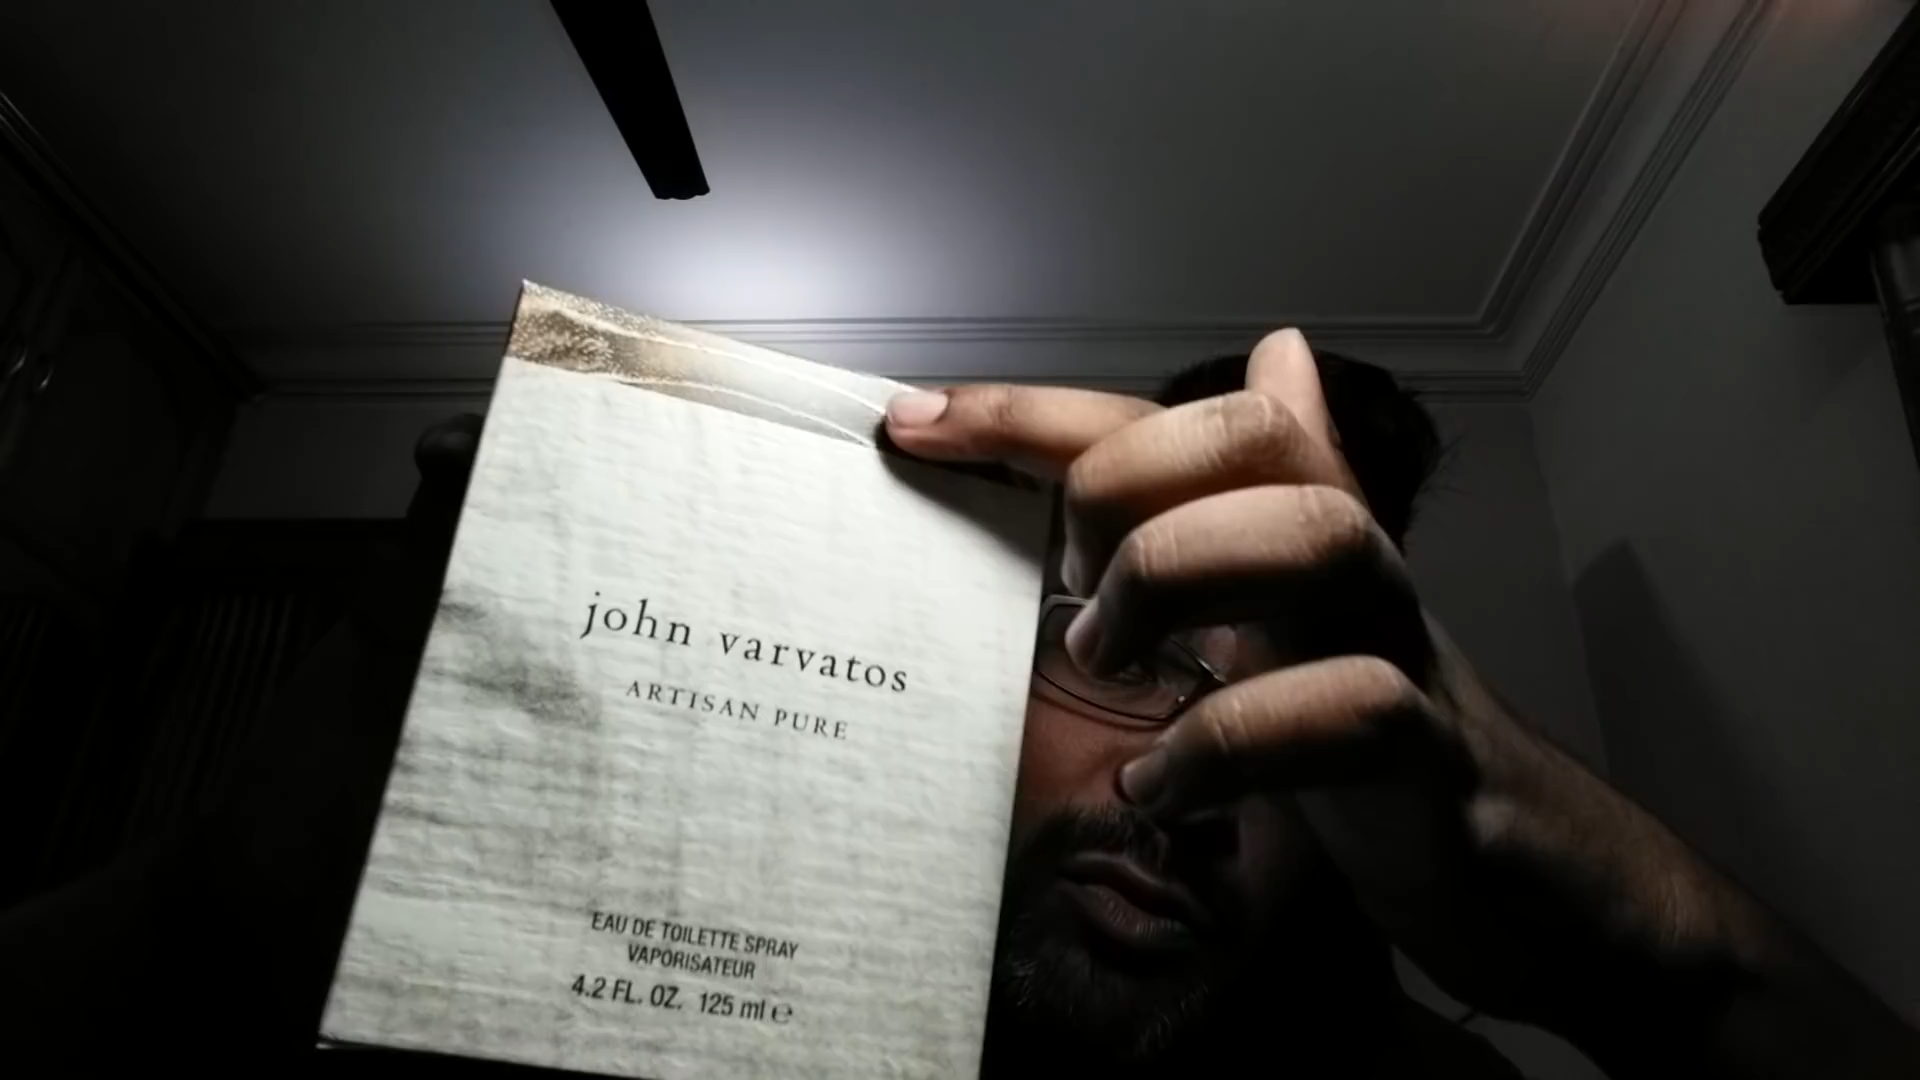 john varvatos
ARTISAN PURE
EAU DE TOILETTE SPRAY
VAPORISATEUR
4.2 FL. OZ. 125 ml ℮